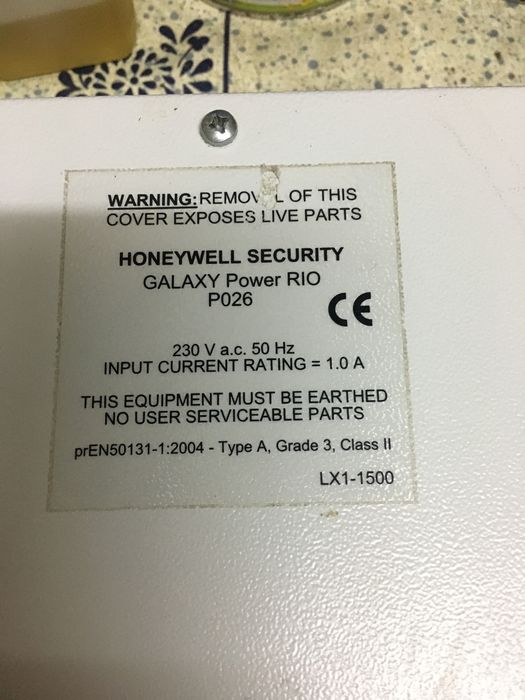 WARNING: REMOVAL OF THIS
COVER EXPOSES LIVE PARTS
HONEYWELL SECURITY
GALAXY Power RIO
P026
CE
230 V a.c. 50 Hz
INPUT CURRENT RATING = 1.0 A
THIS EQUIPMENT MUST BE EARTHED
NO USER SERVICEABLE PARTS
prEN50131-1:2004 - Type A, Grade 3, Class II
LX1-1500